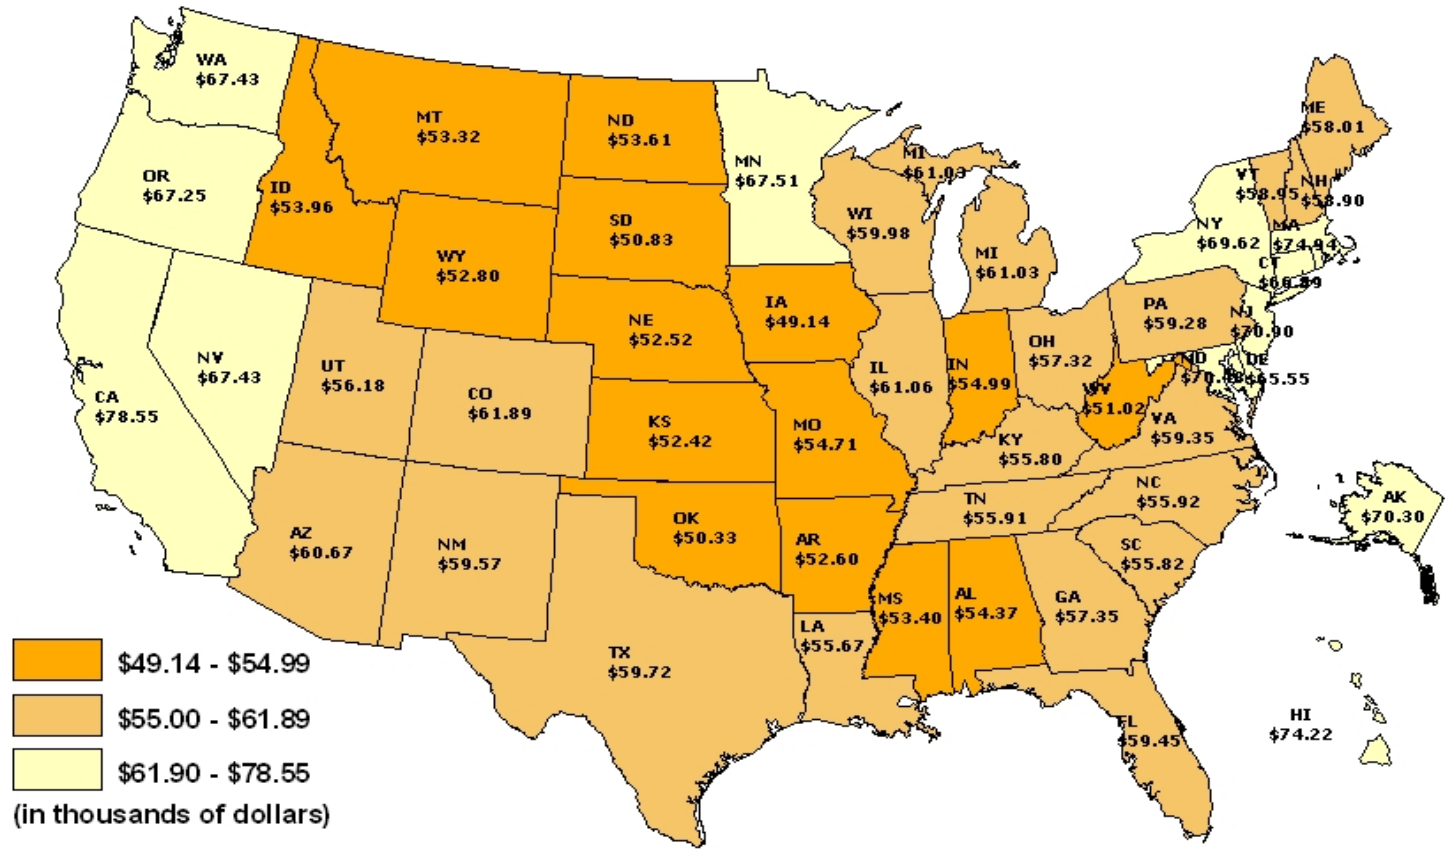 WA
$67.43
MT
$53.32
ND
$53.61
MN
$67.51
OR
$67.25
ID
$53.96
WY
$52.80
SD
$50.83
WI
$59.98
MI
$61.03
MI
$61.03
ME
$58.01
VT
$58.95
NH
$58.90
NY
$69.62
MA
$74.94
CT
NE
$52.52
IA
$49.14
PA
$59.28
NJ
$70.90
NV
$67.43
UT
$56.18
CO
$61.89
CA
$78.55
KS
$52.42
MO
$54.71
IL
$61.06
IN
$54.99
OH
$57.32
MD
DE
$65.55
WV
$51.02
VA
$59.35
KY
$55.80
AZ
$60.67
NM
$59.57
OK
$50.33
AR
$52.60
TN
$55.91
NC
$55.92
SC
$55.82
AK
$70.30
MS
$53.40
AL
$54.37
GA
$57.35
LA
$55.67
TX
$59.72
FL
$59.45
HI
$74.22
$49.14 - $54.99
$55.00 - $61.89
$61.90 - $78.55
(in thousands of dollars)